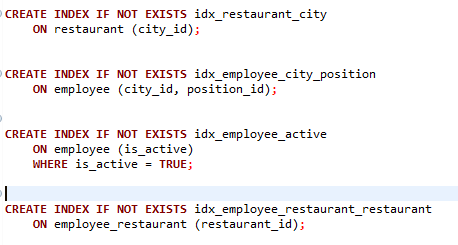 CREATE INDEX IF NOT EXISTS idx_restaurant_city
ON restaurant (city_id);
CREATE INDEX IF NOT EXISTS idx_employee_city_position
ON employee (city_id, position_id);
CREATE INDEX IF NOT EXISTS idx_employee_active
ON employee (is_active)
WHERE is_active = TRUE;
CREATE INDEX IF NOT EXISTS idx_employee_restaurant_restaurant
ON employee_restaurant (restaurant_id);